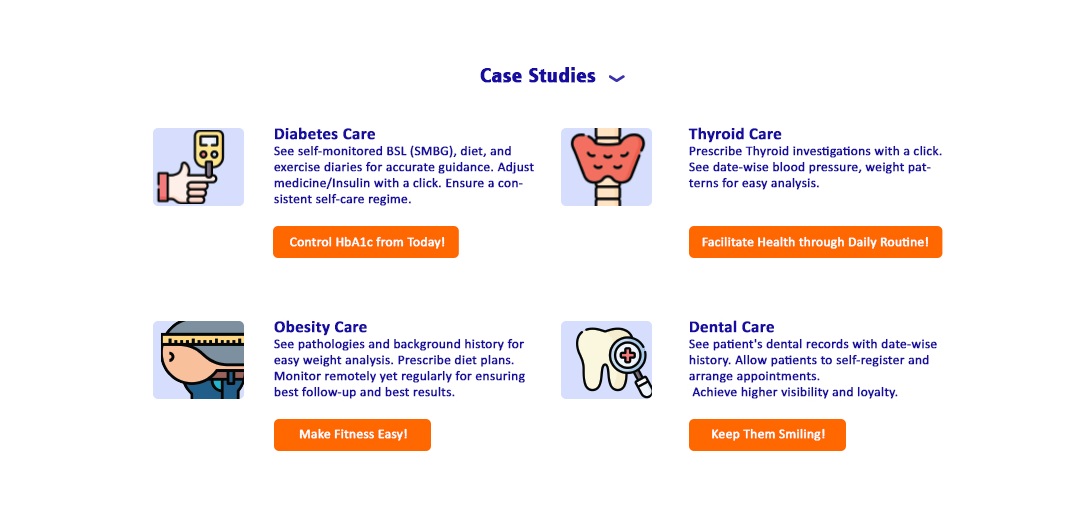 Case Studies
Diabetes Care
See self-monitored BSL (SMBG), diet, and
exercise diaries for accurate guidance. Adjust
medicine/Insulin with a click. Ensure a con-
sistent self-care regime.
Control HbA1c from Today!
Thyroid Care
Prescribe Thyroid investigations with a click.
See date-wise blood pressure, weight pat-
terns for easy analysis.
Facilitate Health through Daily Routine!
Obesity Care
See pathologies and background history for
easy weight analysis. Prescribe diet plans.
Monitor remotely yet regularly for ensuring
best follow-up and best results.
Make Fitness Easy!
Dental Care
See patient's dental records with date-wise
history. Allow patients to self-register and
arrange appointments.
Achieve higher visibility and loyalty.
Keep Them Smiling!